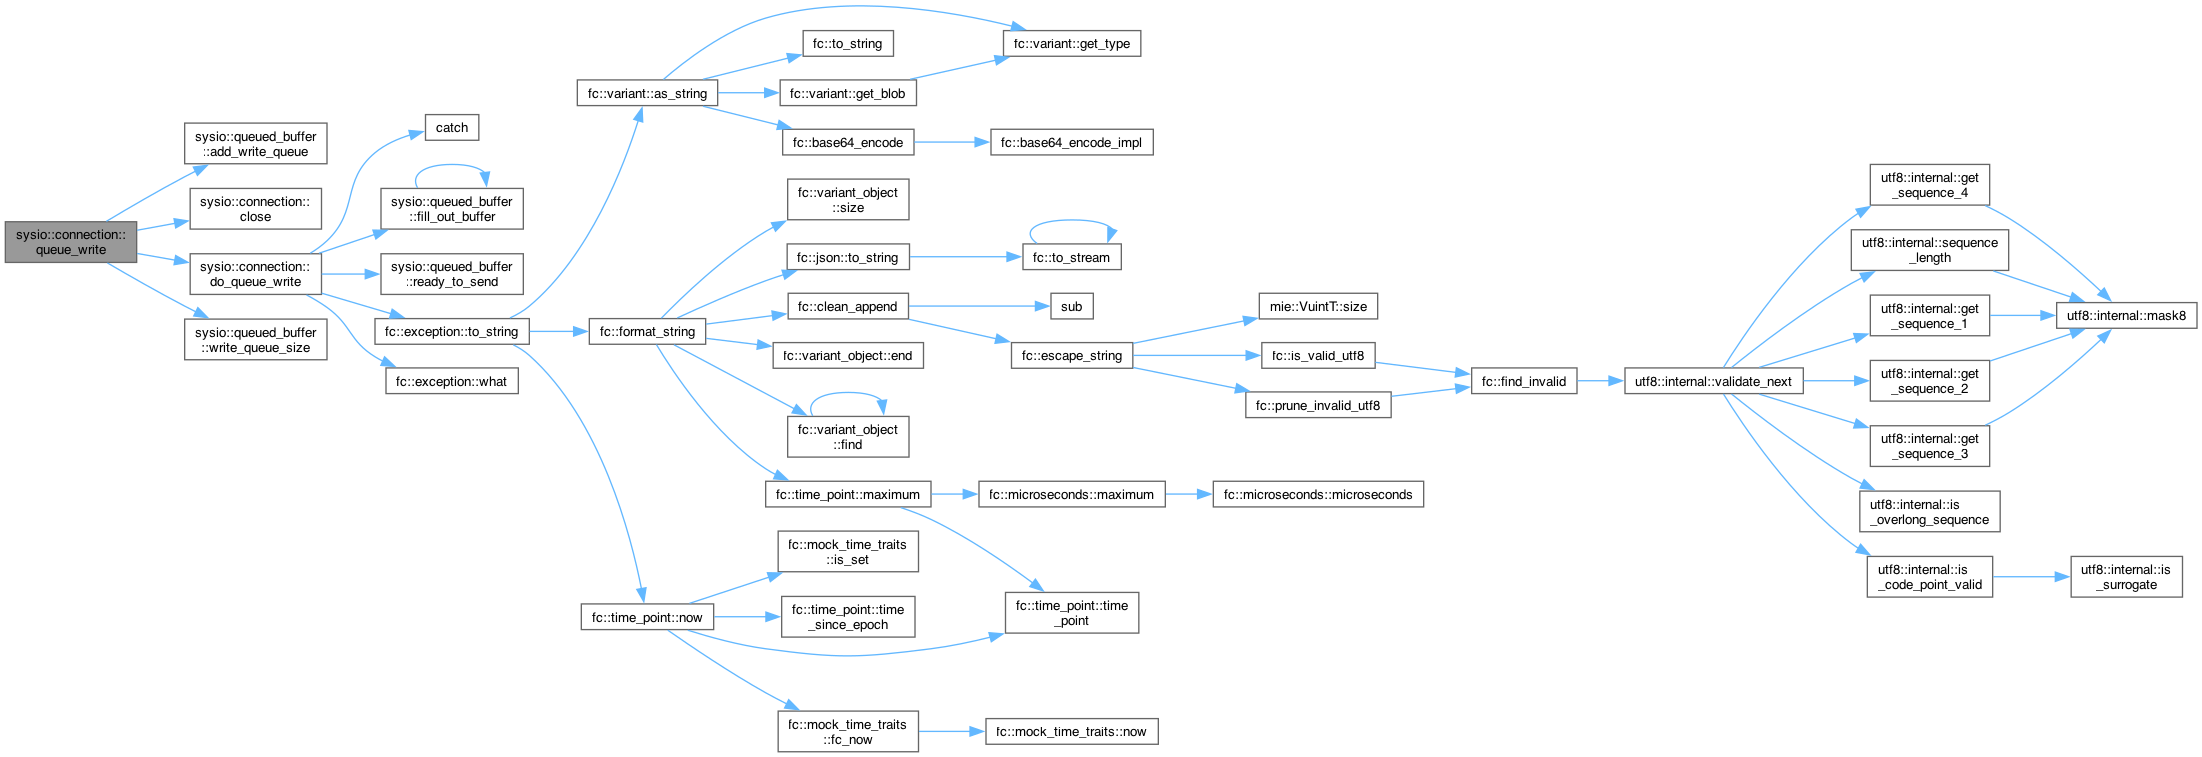 sysio::connection::
queue_write
sysio::queued_buffer
::add_write_queue
sysio::connection::
close
sysio::connection::
do_queue_write
sysio::queued_buffer
::write_queue_size
catch
sysio::queued_buffer
::fill_out_buffer
sysio::queued_buffer
::ready_to_send
fc::exception::to_string
fc::exception::what
fc::variant::as_string
fc::format_string
fc::time_point::now
fc::to_string
fc::variant::get_blob
fc::base64_encode
fc::variant_object
::size
fc::json::to_string
fc::clean_append
fc::variant_object::end
fc::variant_object
::find
fc::time_point::maximum
fc::mock_time_traits
::is_set
fc::time_point::time
_since_epoch
fc::mock_time_traits
::fc_now
fc::variant::get_type
fc::base64_encode_impl
fc::to_stream
sub
fc::escape_string
fc::microseconds::maximum
fc::time_point::time
_point
fc::mock_time_traits::now
mie::VuintT::size
fc::is_valid_utf8
fc::prune_invalid_utf8
fc::microseconds::microseconds
fc::find_invalid
utf8::internal::validate_next
utf8::internal::get
_sequence_4
utf8::internal::sequence
_length
utf8::internal::get
_sequence_1
utf8::internal::get
_sequence_2
utf8::internal::get
_sequence_3
utf8::internal::is
_overlong_sequence
utf8::internal::is
_code_point_valid
utf8::internal::mask8
utf8::internal::is
_surrogate